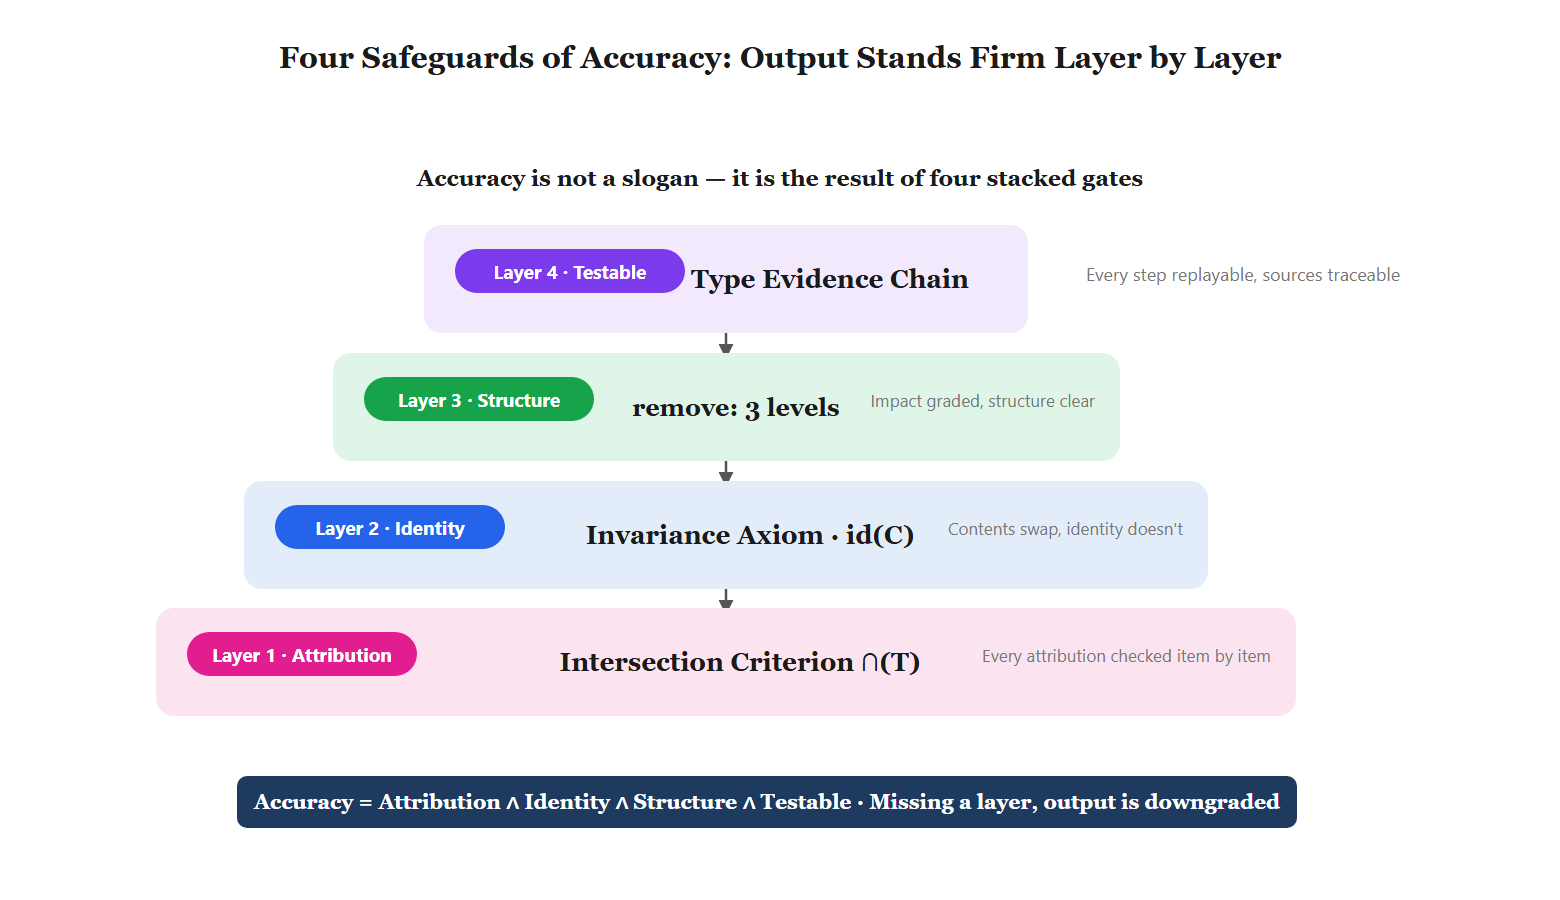 Four Safeguards of Accuracy: Output Stands Firm Layer by Layer
Accuracy is not a slogan — it is the result of four stacked gates
Layer 4 · Testable
Type Evidence Chain
Every step replayable, sources traceable
Layer 3 · Structure
remove: 3 levels
Impact graded, structure clear
Layer 2 · Identity
Invariance Axiom · id(C)
Contents swap, identity doesn't
Layer 1 · Attribution
Intersection Criterion ∩(T)
Every attribution checked item by item
Accuracy = Attribution ∧ Identity ∧ Structure ∧ Testable · Missing a layer, output is downgraded